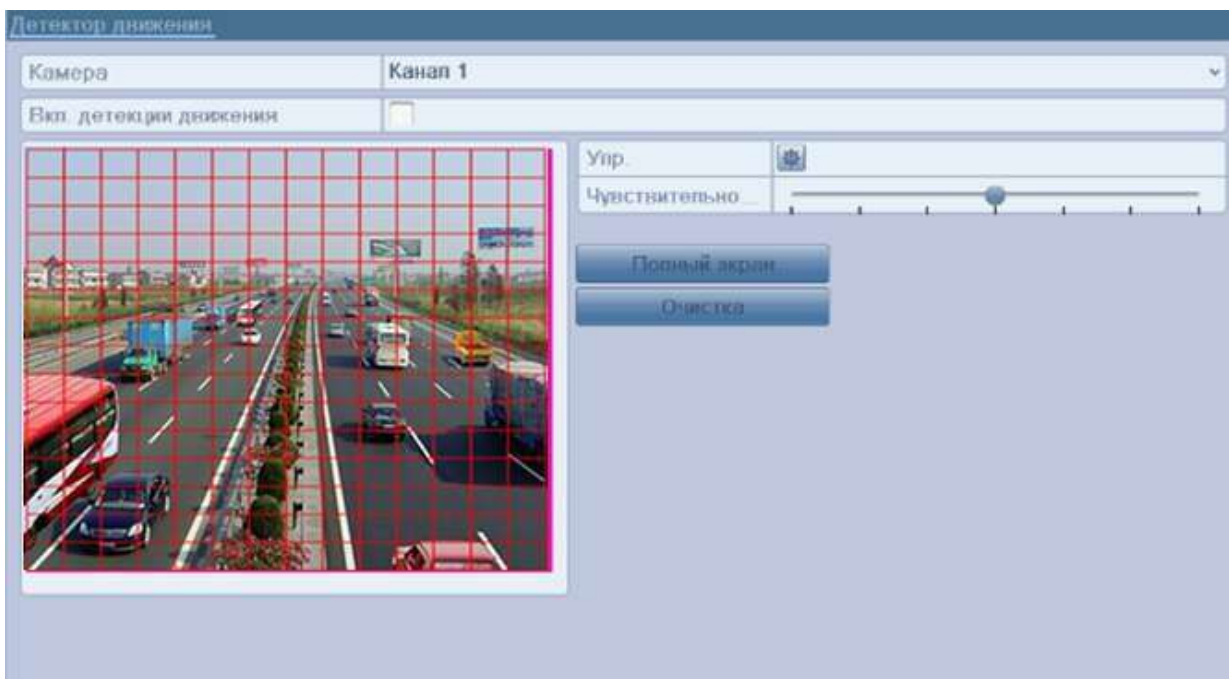 Детектор движения
Камера
Канал 1
Вкл. детекции движения
Упр.
Чувствительно...
Полный экран
Очистка